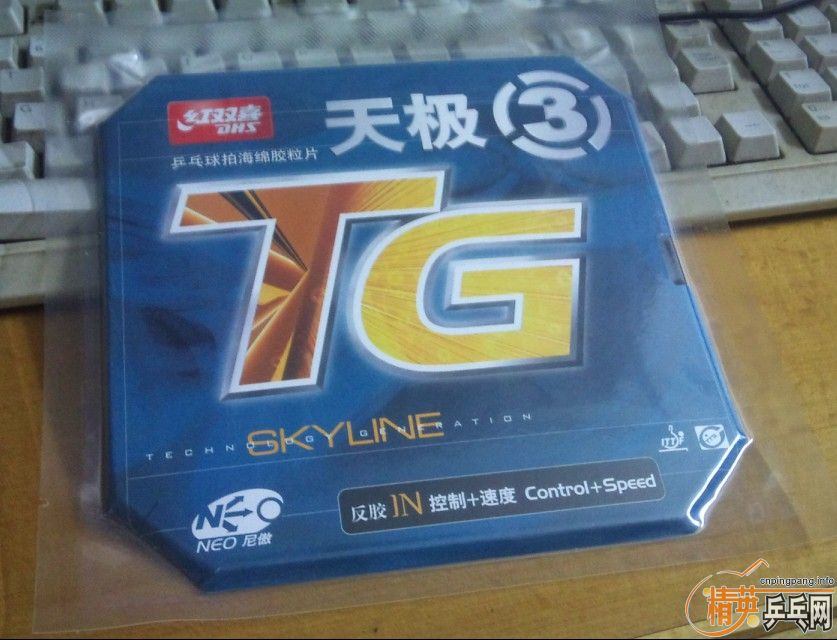 红双喜
DHS
天极 3
乒乓球拍海绵胶粒片
TG
SKYLINE
TECHNOLOGY GENERATION
ITTF
NEO 尼傲
反胶 IN 控制+速度 Control+Speed
cnpingpang.info
精英乒乓网